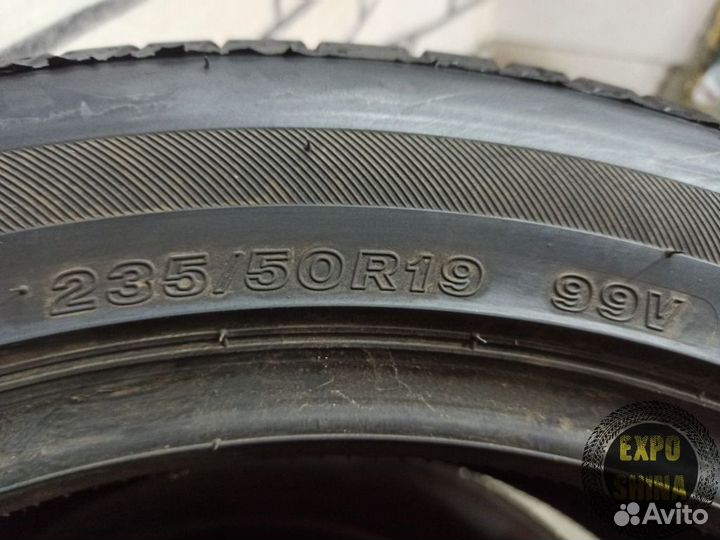 235/50R19 99V
EXPO
SHINA
Avito